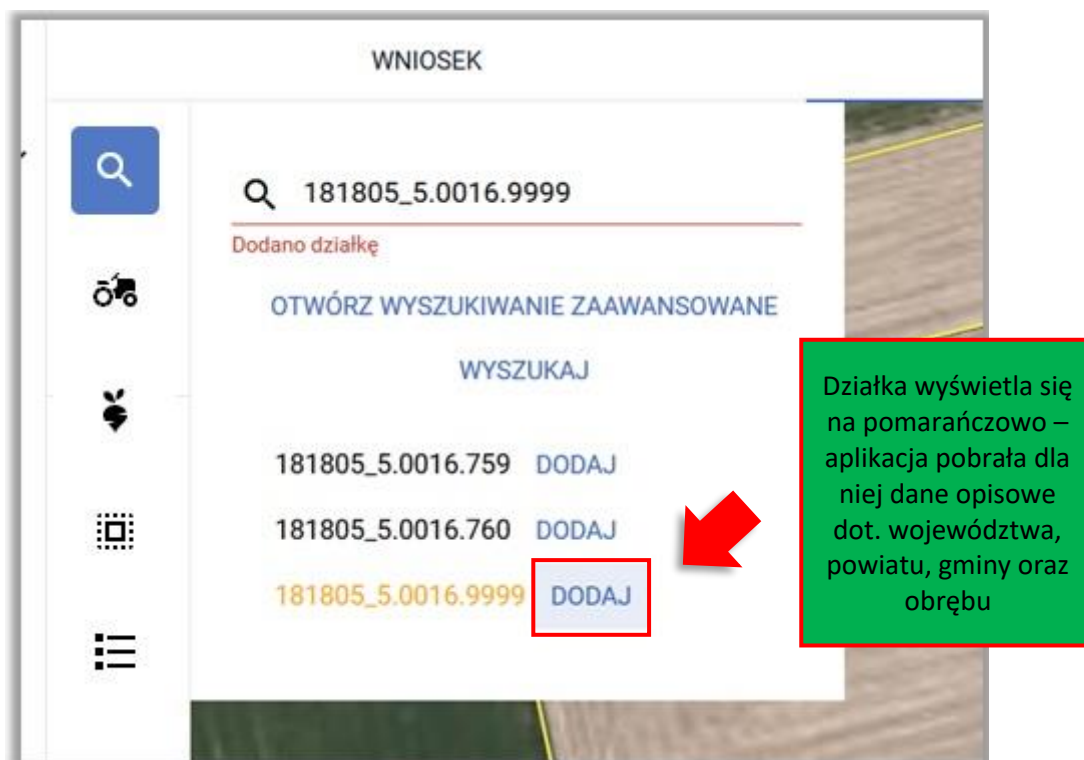 WNIOSEK
181805_5.0016.9999
Dodano działkę
OTWÓRZ WYSZUKIWANIE ZAAWANSOWANE
WYSZUKAJ
181805_5.0016.759 DODAJ
181805_5.0016.760 DODAJ
181805_5.0016.9999 DODAJ
Działka wyświetla się
na pomarańczowo –
aplikacja pobrała dla
niej dane opisowe
dot. województwa,
powiatu, gminy oraz
obrębu